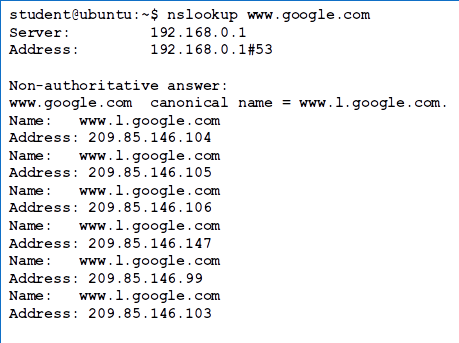 student@ubuntu:~$ nslookup www.google.com
Server:         192.168.0.1
Address:        192.168.0.1#53

Non-authoritative answer:
www.google.com  canonical name = www.l.google.com.
Name:   www.l.google.com
Address: 209.85.146.104
Name:   www.l.google.com
Address: 209.85.146.105
Name:   www.l.google.com
Address: 209.85.146.106
Name:   www.l.google.com
Address: 209.85.146.147
Name:   www.l.google.com
Address: 209.85.146.99
Name:   www.l.google.com
Address: 209.85.146.103